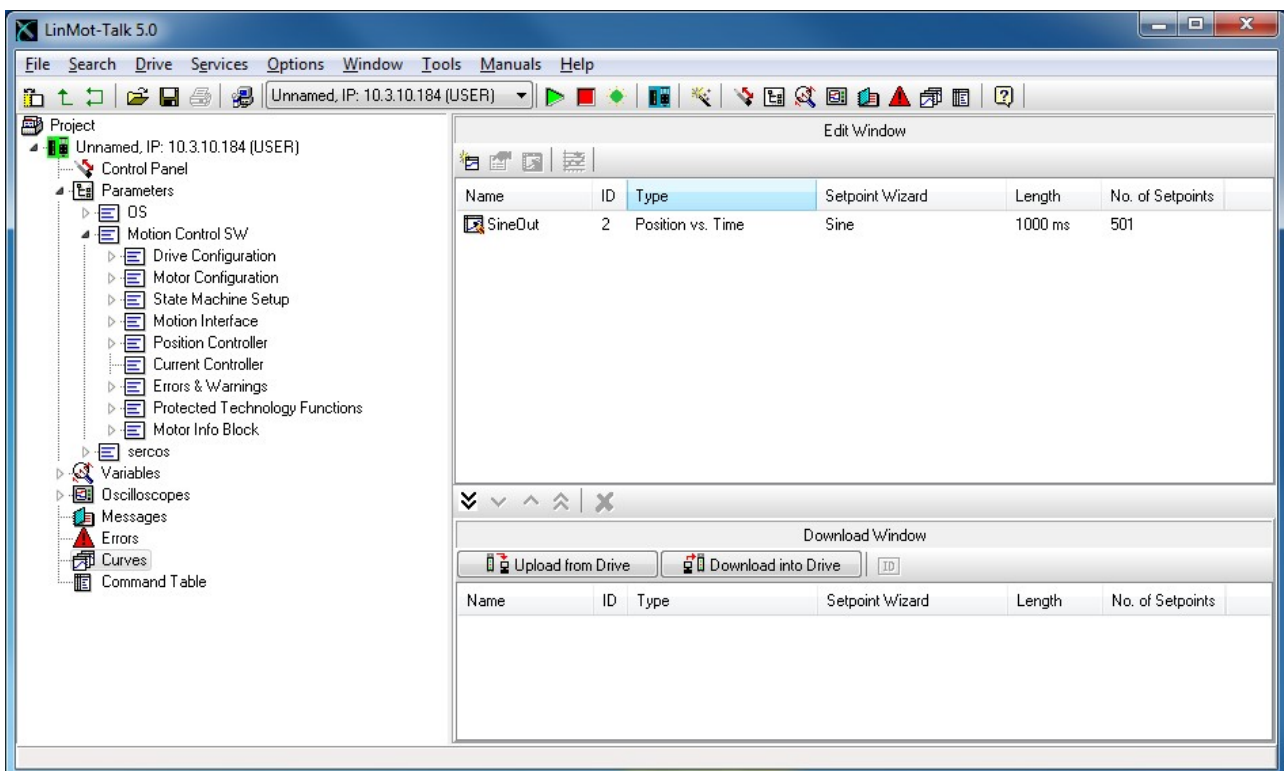 LinMot-Talk 5.0
File Search Drive Services Options Window Tools Manuals Help
Unnamed, IP: 10.3.10.184 (USER)
Project
Unnamed, IP: 10.3.10.184 (USER)
Control Panel
Parameters
OS
Motion Control SW
Drive Configuration
Motor Configuration
State Machine Setup
Motion Interface
Position Controller
Current Controller
Errors & Warnings
Protected Technology Functions
Motor Info Block
sercos
Variables
Oscilloscopes
Messages
Errors
Curves
Command Table
Edit Window
Name ID Type Setpoint Wizard Length No. of Setpoints
SineOut 2 Position vs. Time Sine 1000 ms 501
Download Window
Upload from Drive Download into Drive ID
Name ID Type Setpoint Wizard Length No. of Setpoints